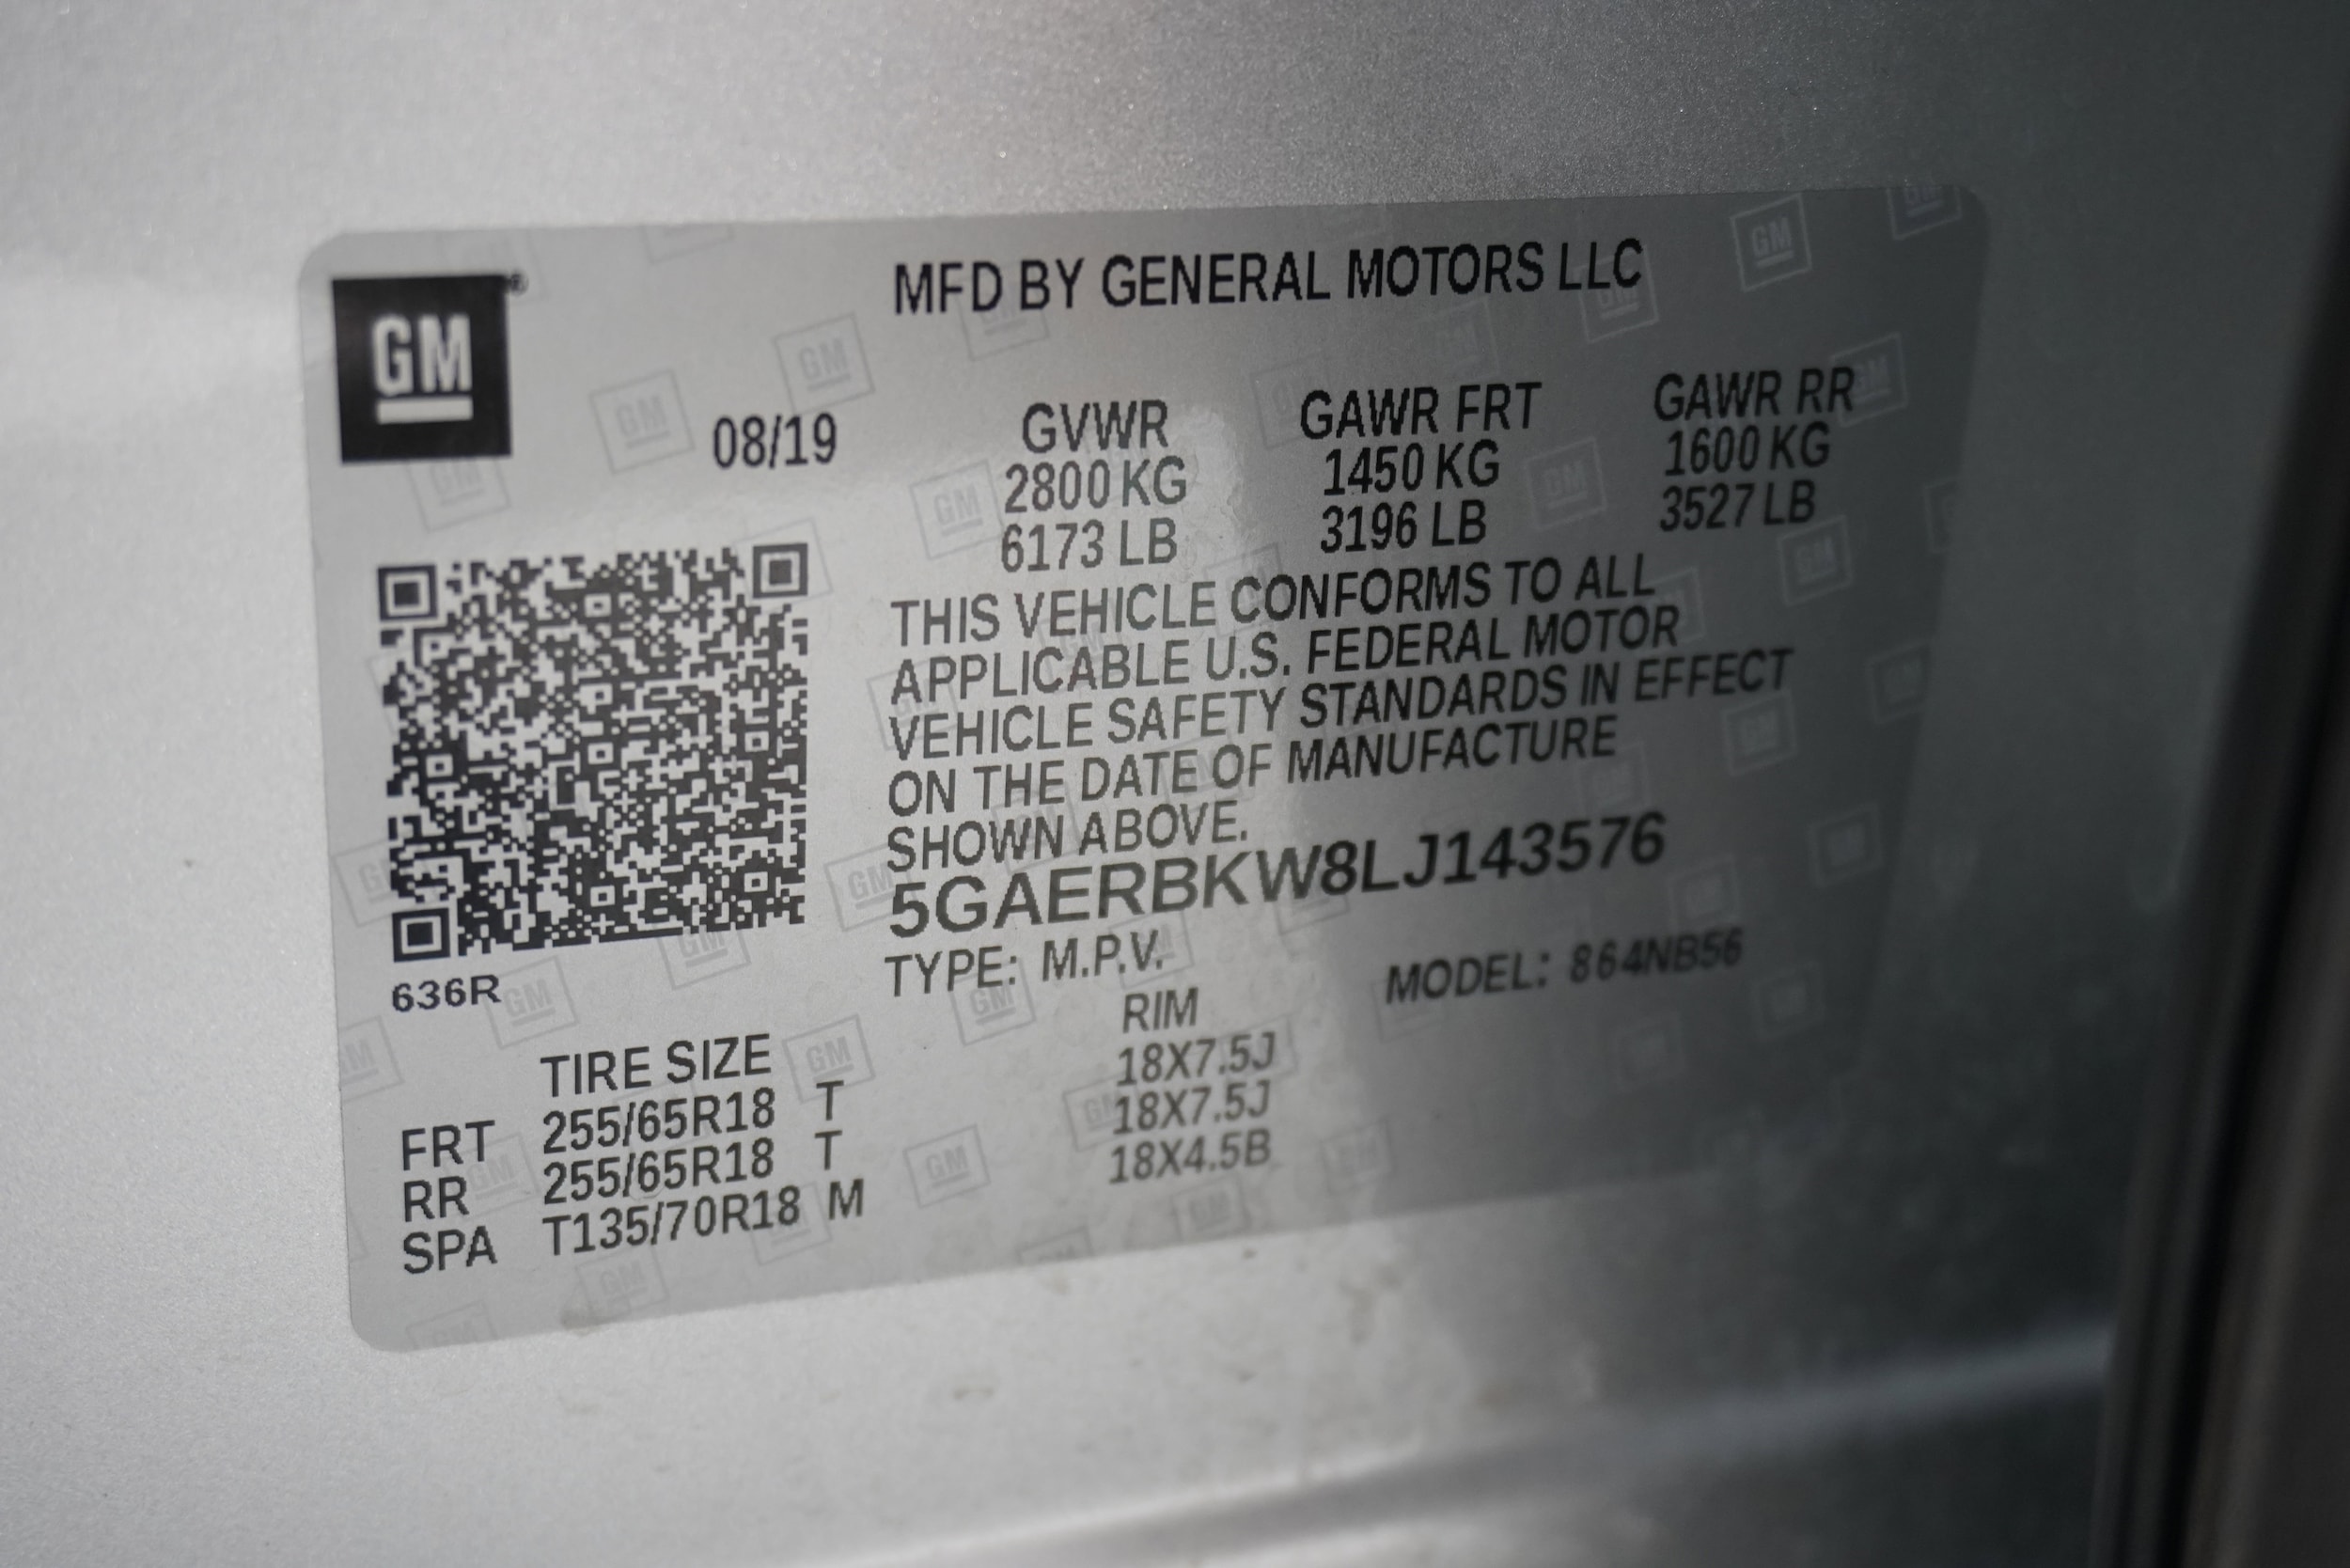 GM
MFD BY GENERAL MOTORS LLC
08/19 GVWR GAWR FRT GAWR RR
2800 KG 1450 KG 1600 KG
6173 LB 3196 LB 3527 LB
THIS VEHICLE CONFORMS TO ALL
APPLICABLE U.S. FEDERAL MOTOR
VEHICLE SAFETY STANDARDS IN EFFECT
ON THE DATE OF MANUFACTURE
SHOWN ABOVE.
5GAERBKW8LJ143576
TYPE: M.P.V. MODEL: 864NB56
636R
TIRE SIZE RIM
FRT 255/65R18 T 18X7.5J
RR 255/65R18 T 18X7.5J
SPA T135/70R18 M 18X4.5B